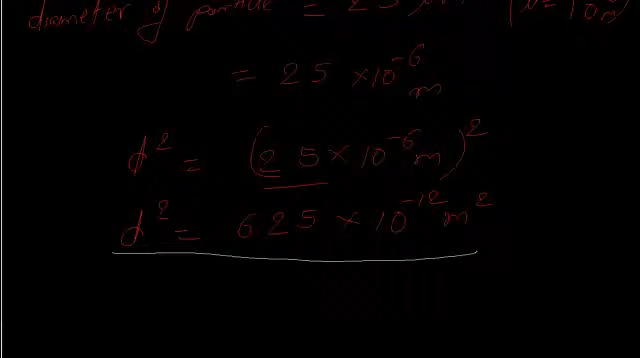 diameter of particle = 25
= 25 × 10⁻⁶ m
d² = (25 × 10⁻⁶ m)²
d² = 625 × 10⁻¹² m²